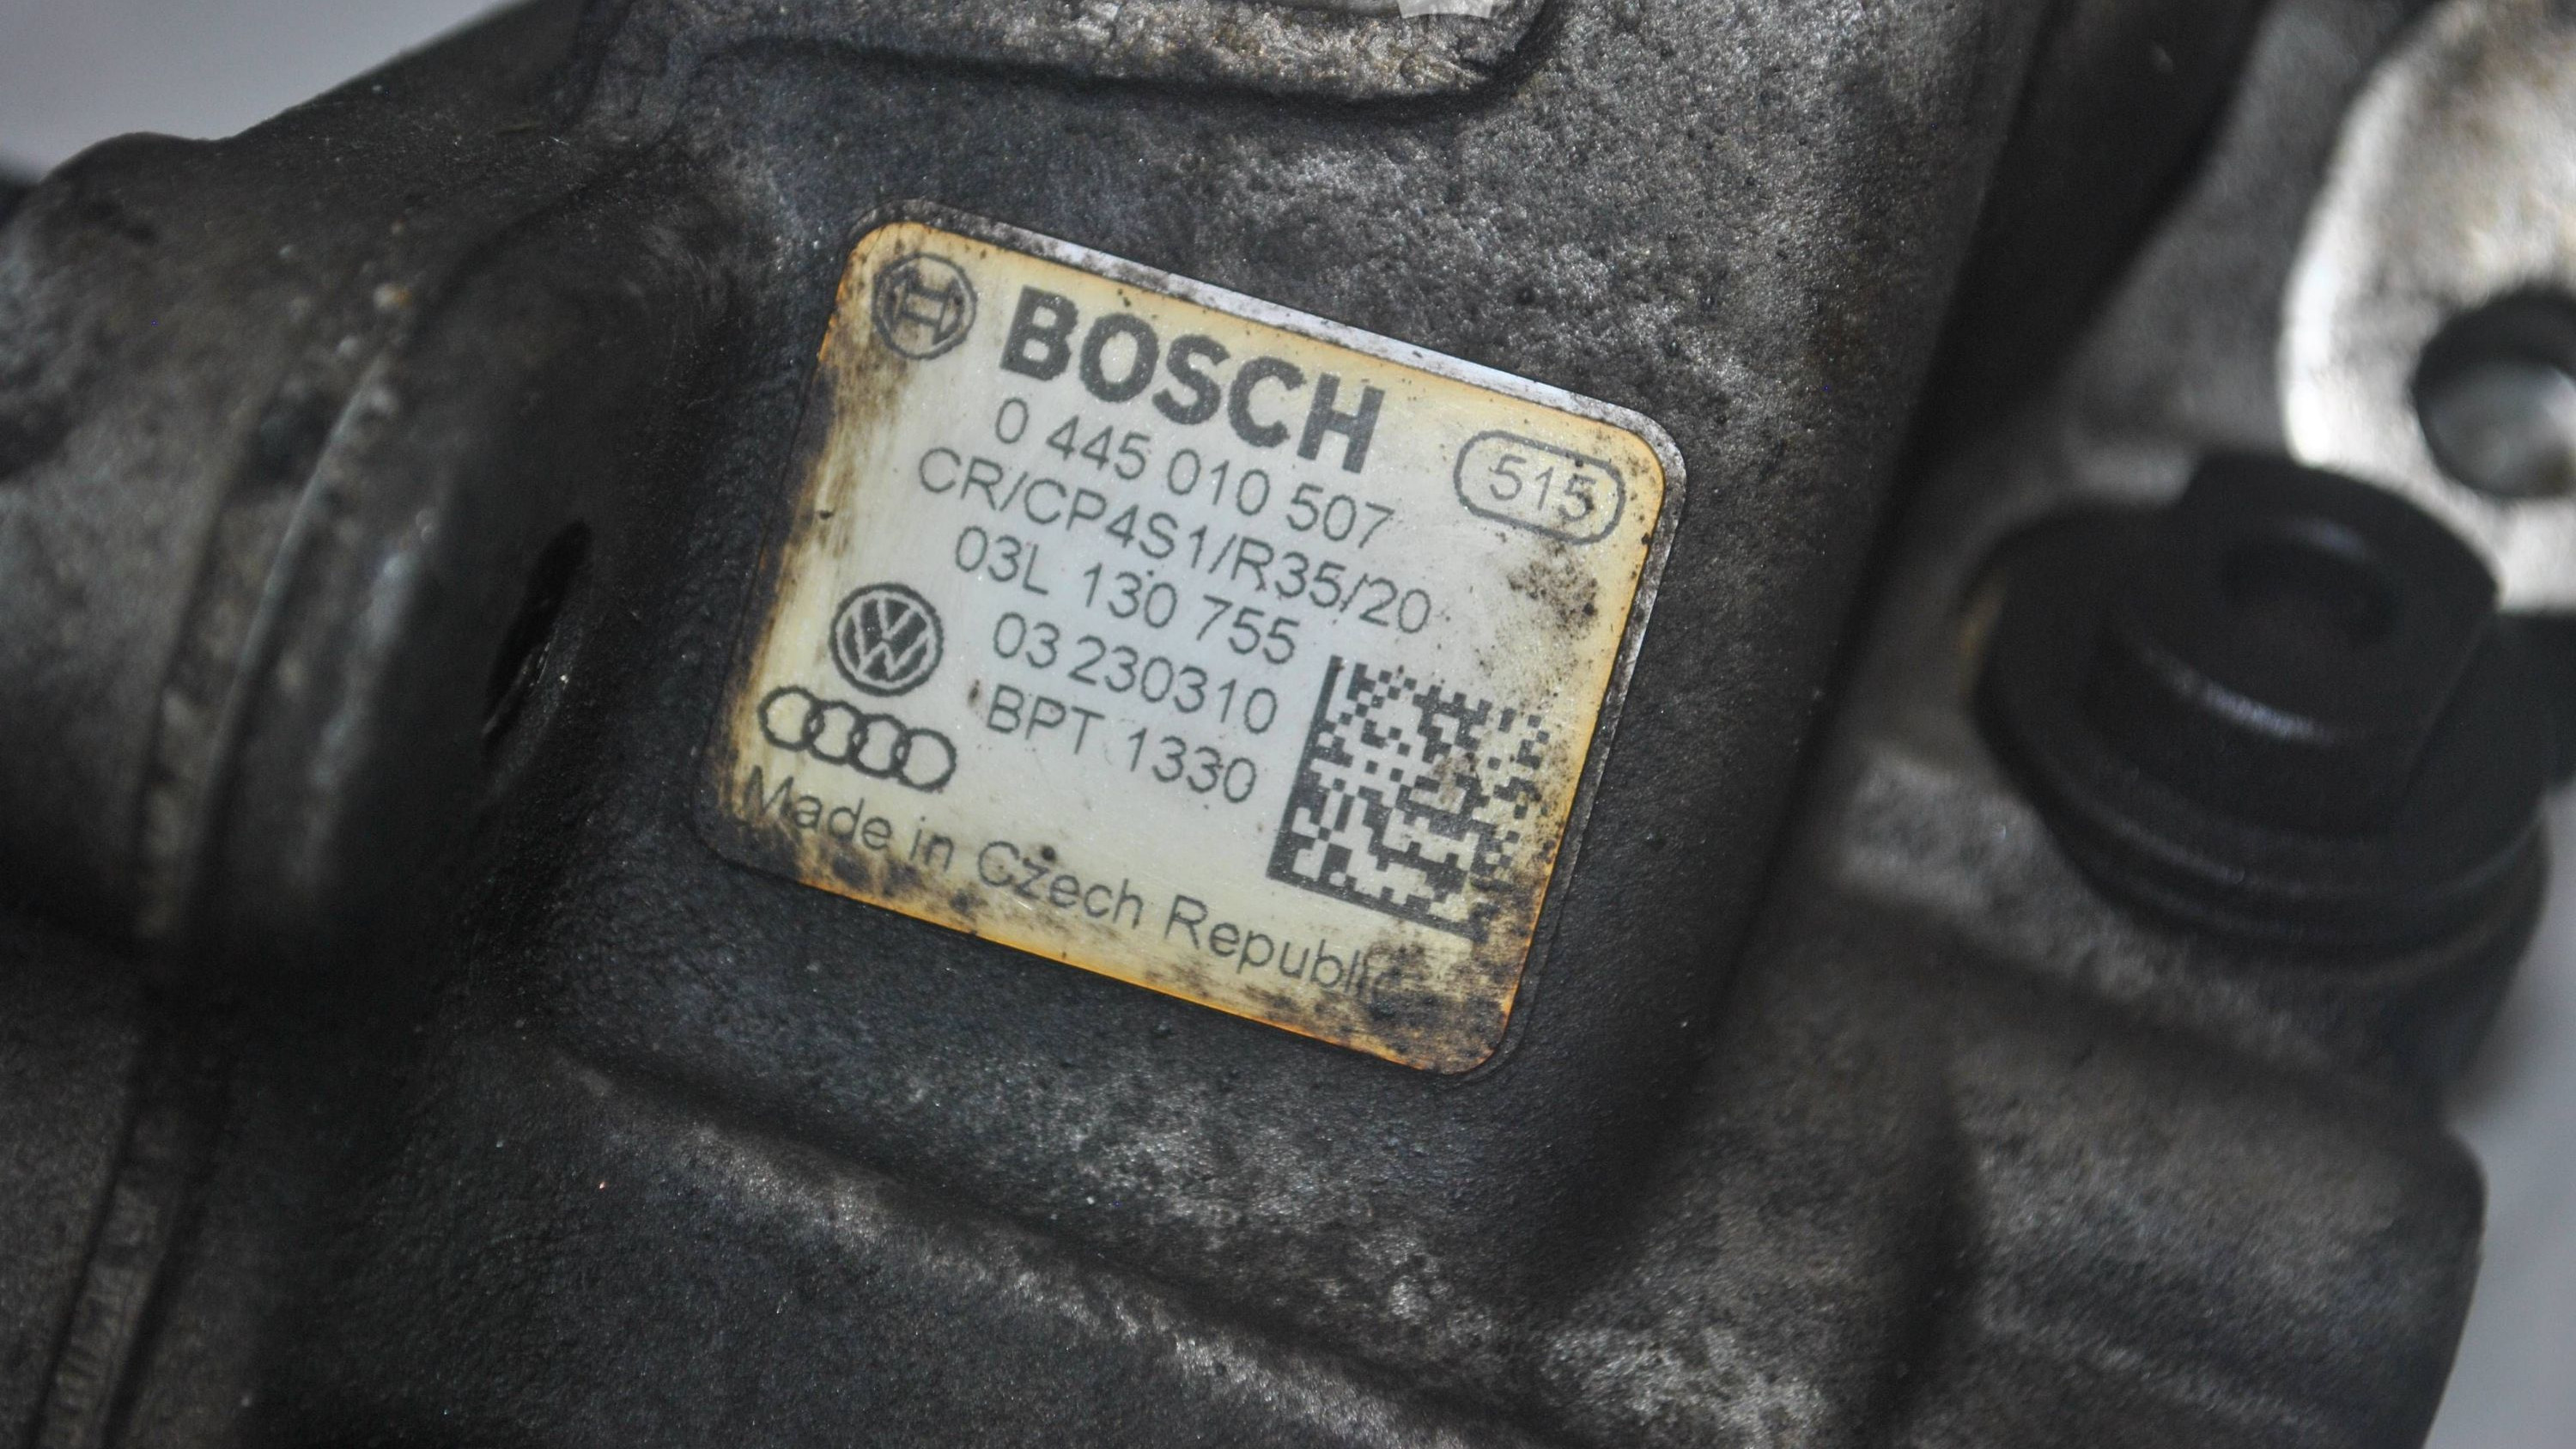 BOSCH
0 445 010 507
515
CR/CP4S1/R35/20
03L 130 755
03 230310
BPT 1330
Made in Czech Republic